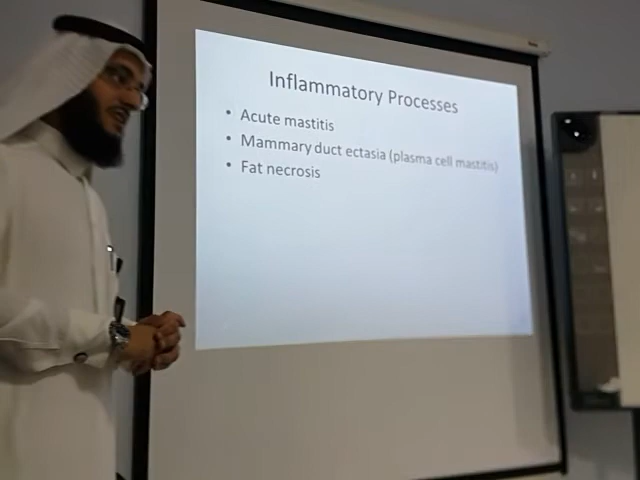 Inflammatory Processes
• Acute mastitis
• Mammary duct ectasia (plasma cell mastitis)
• Fat necrosis